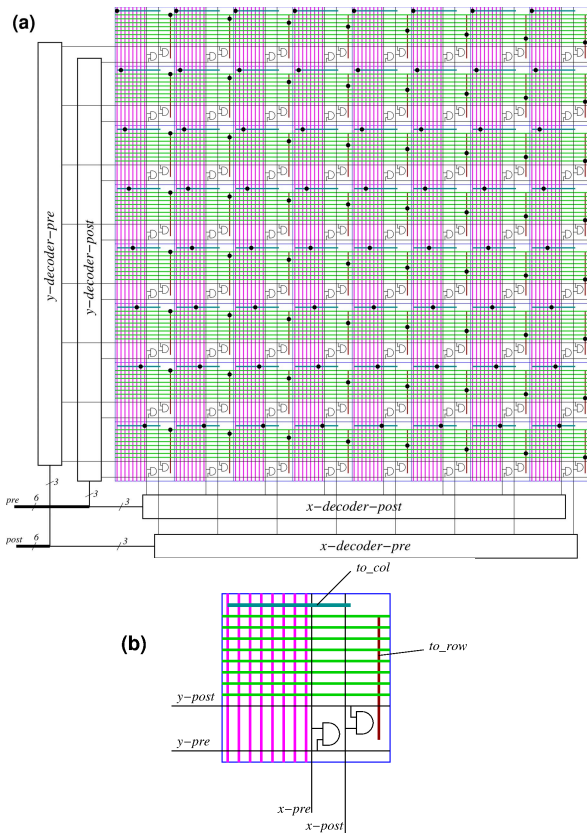 (a)
y-decoder-pre
y-decoder-post
3
3
pre
6
3
x-decoder-post
post
6
3
x-decoder-pre
to_col
(b)
to_row
y-post
y-pre
x-pre
x-post